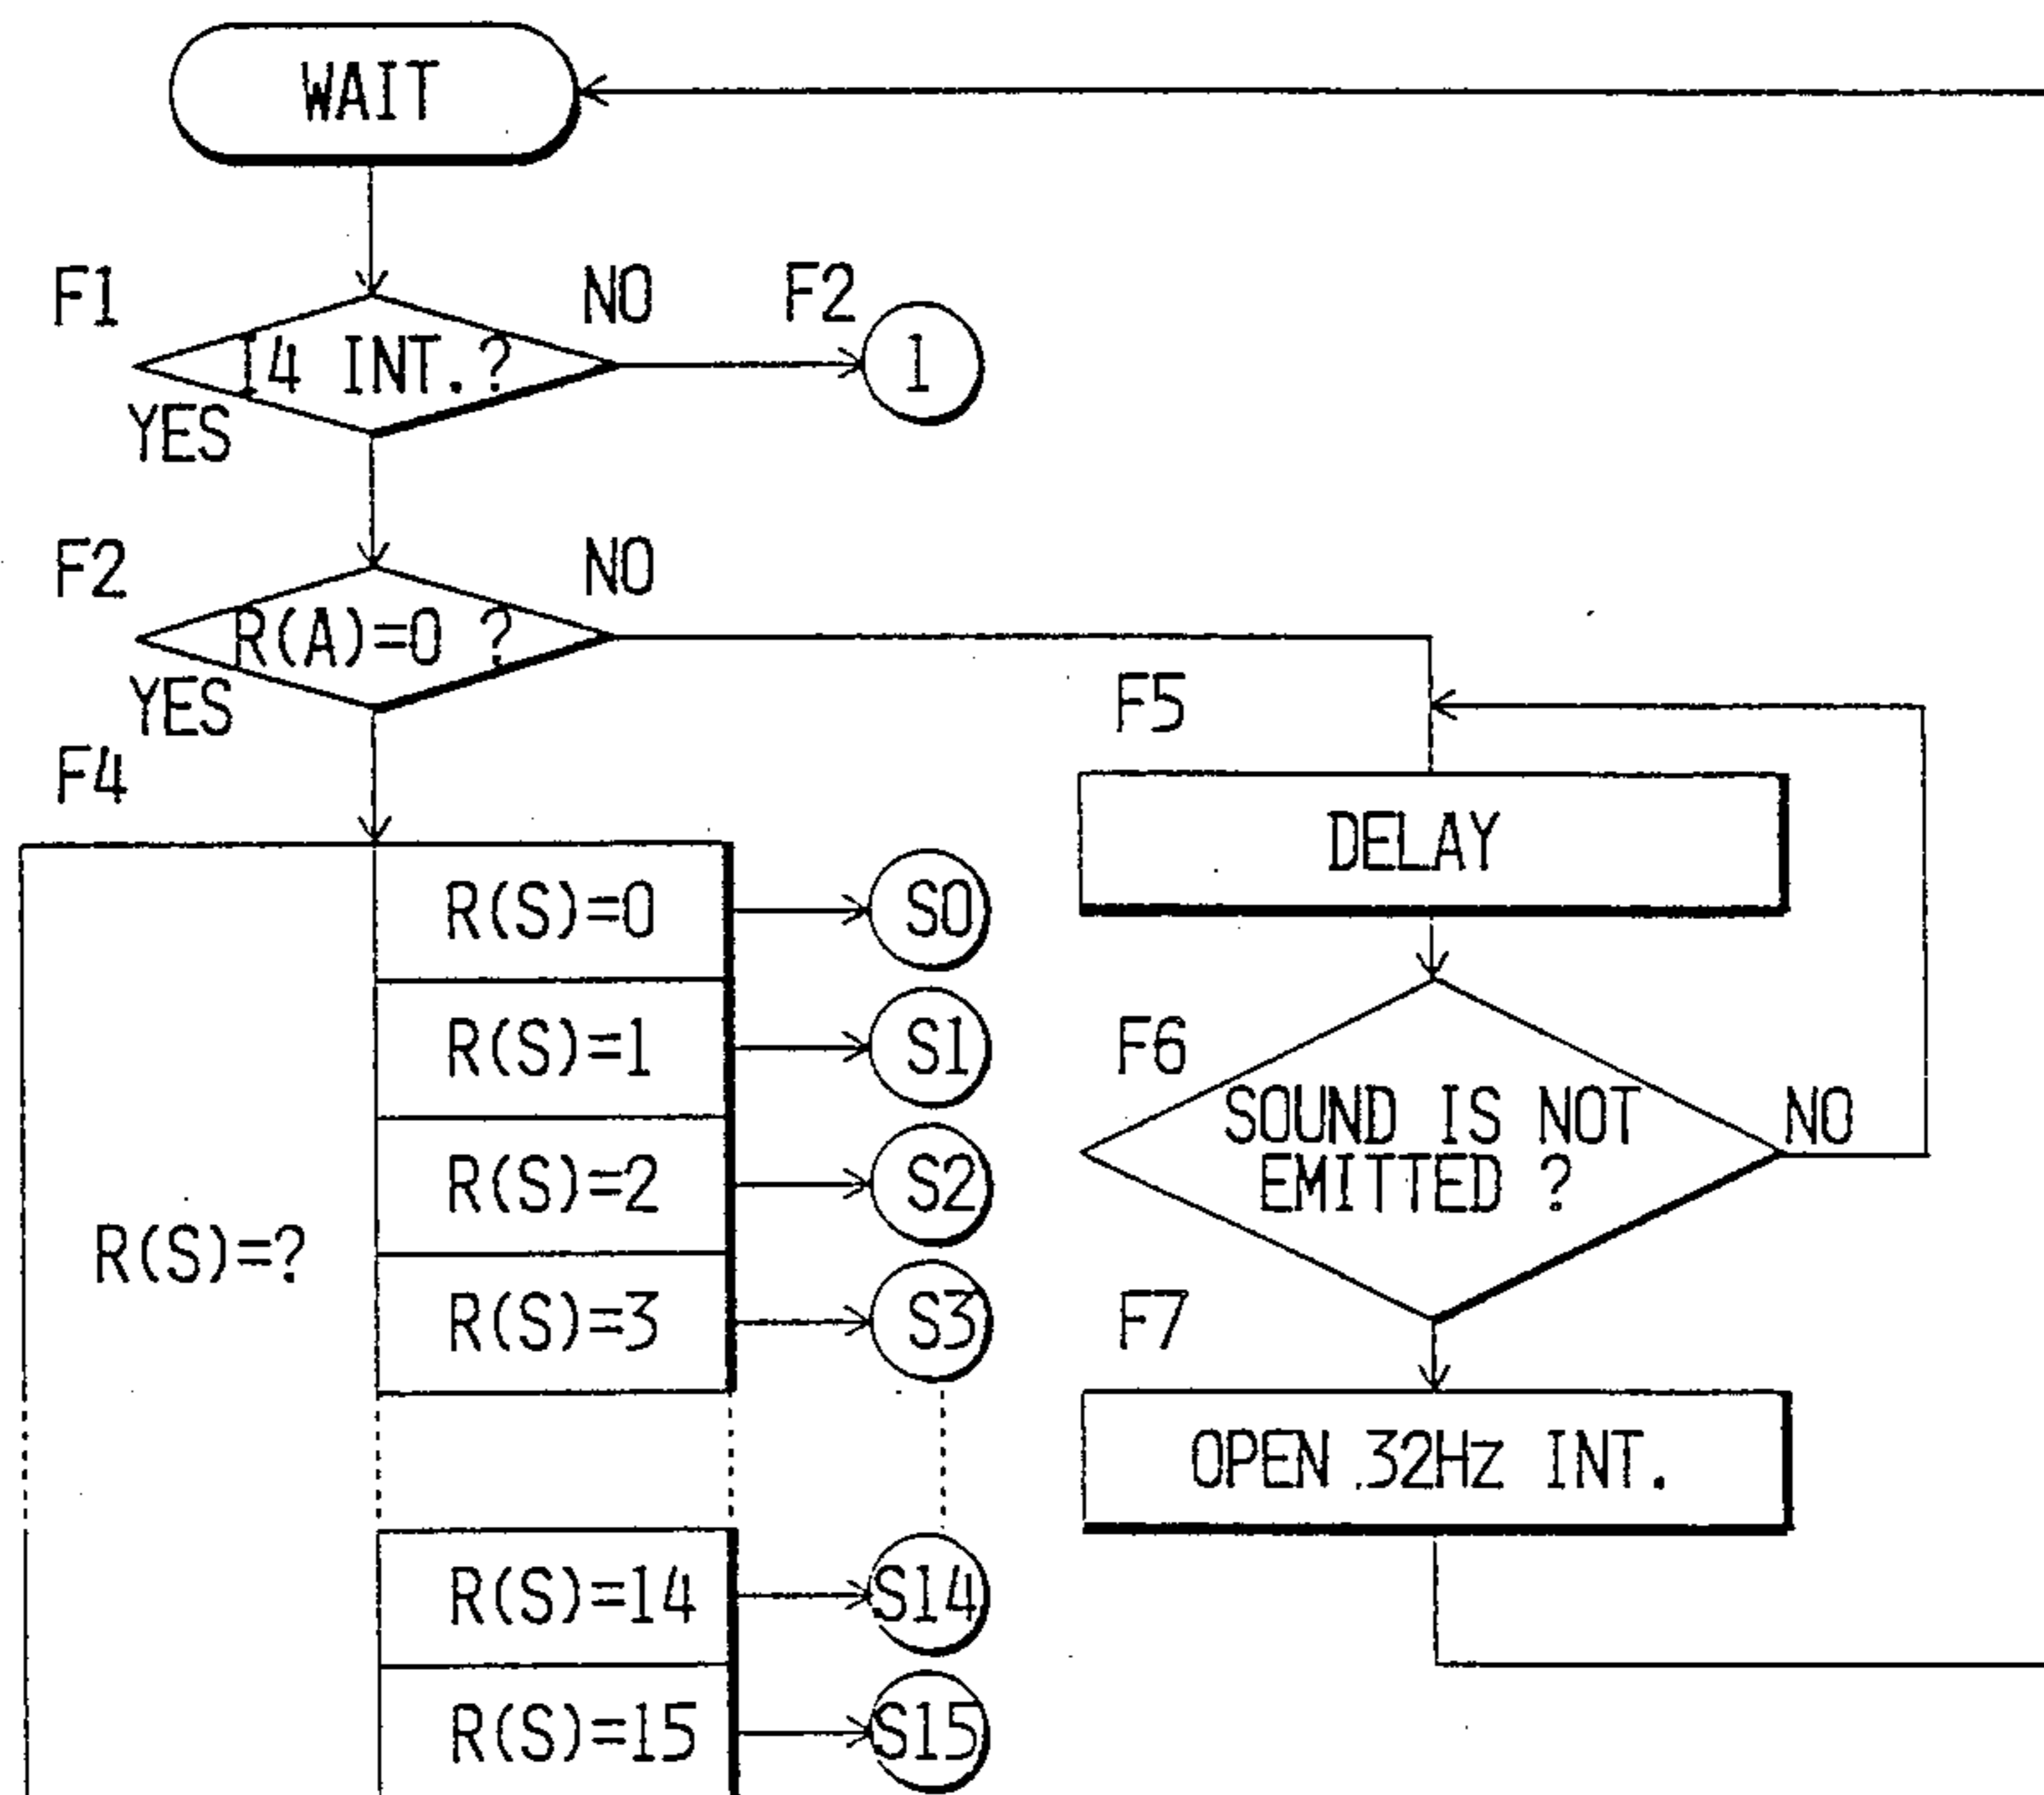 WAIT
F1
I4 INT.?
NO
F2
1
YES
F2
R(A)=0 ?
NO
YES
F4
R(S)=?
R(S)=0
S0
R(S)=1
S1
R(S)=2
S2
R(S)=3
S3
R(S)=14
S14
R(S)=15
S15
F5
DELAY
F6
SOUND IS NOT
EMITTED ?
NO
F7
OPEN 32Hz INT.